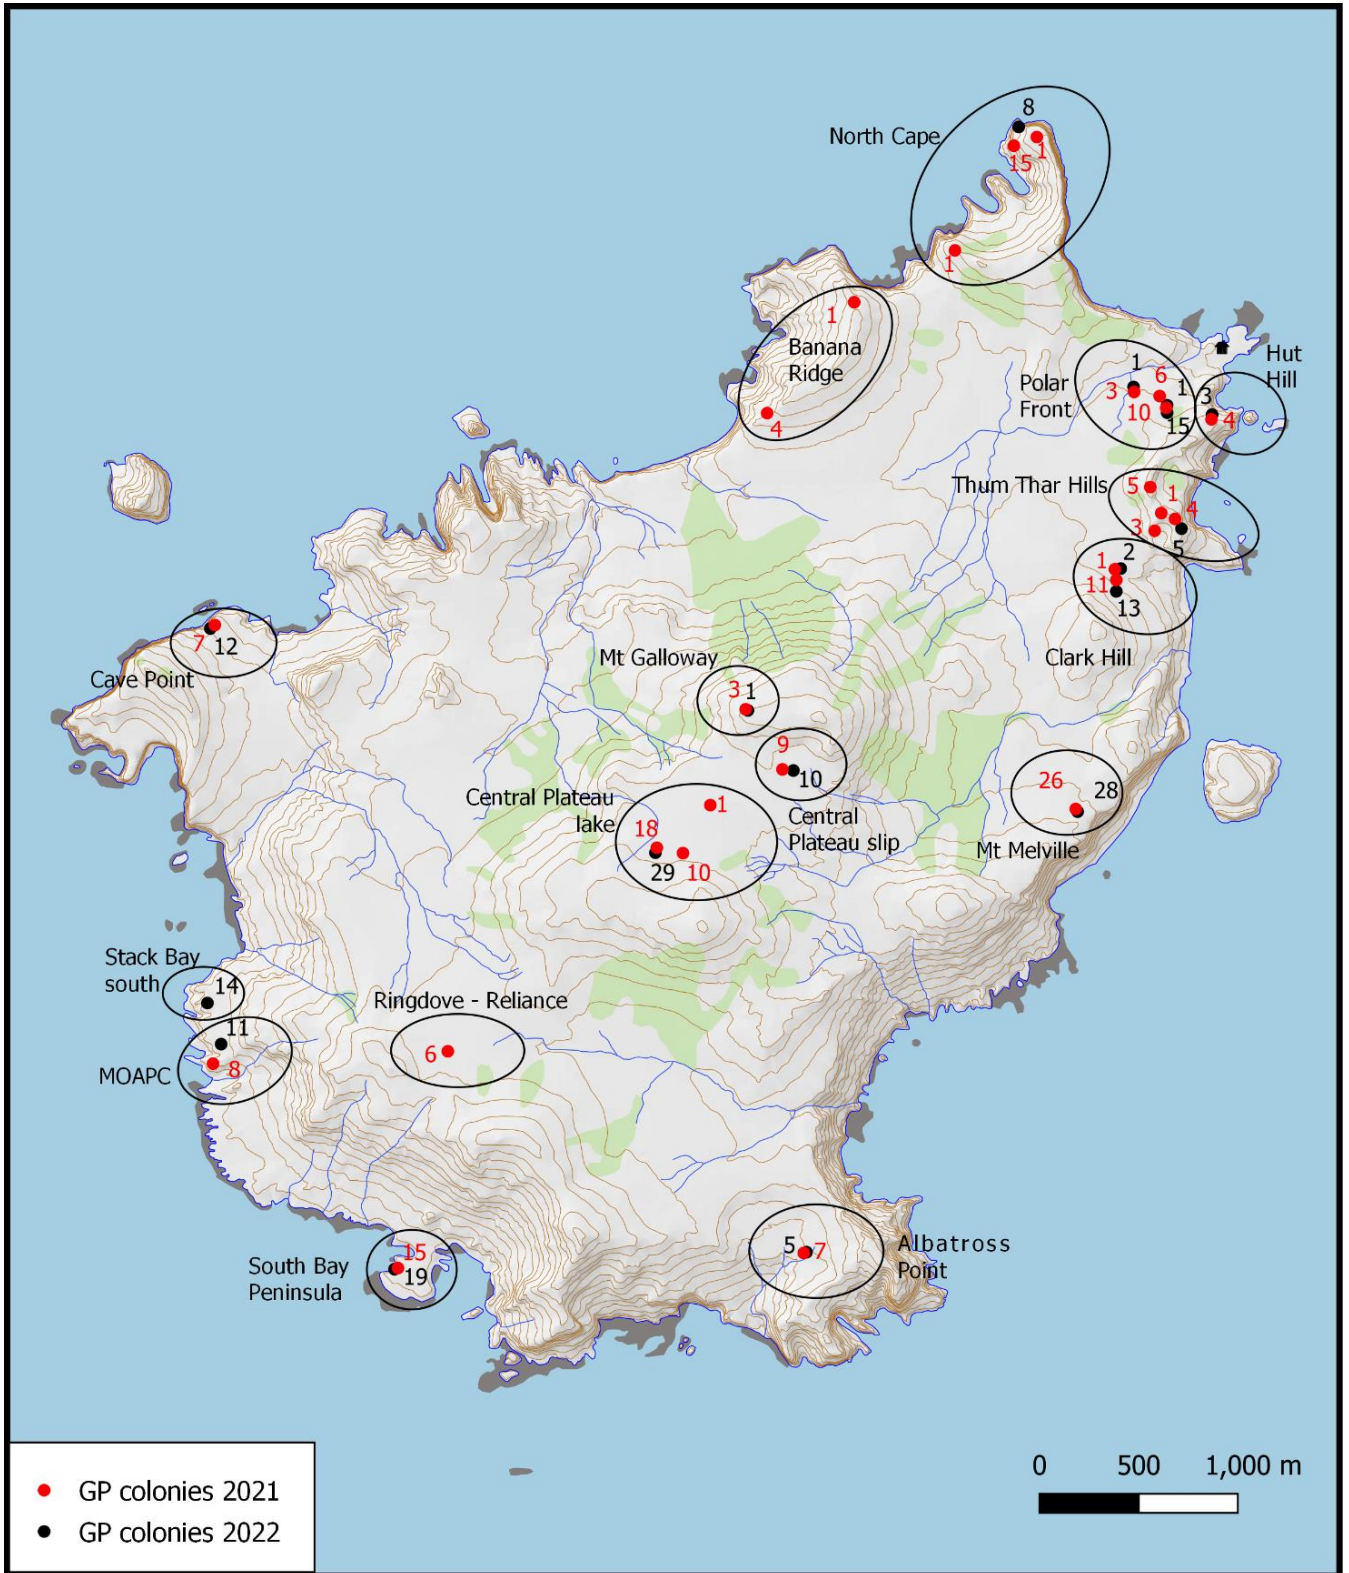 8
North Cape
1
15
1
1
Banana
Ridge
4
Hut
Hill
Polar
Front
1
6
3
1
3
10
15
4
Thum Thar Hills
5
1
4
3
5
1
2
11
13
Clark Hill
7
12
Cave Point
Mt Galloway
3
1
9
10
Central
Plateau slip
Central Plateau
lake
1
18
29
10
26
28
Mt Melville
Stack Bay
south
14
11
8
MOAPC
Ringdove - Reliance
6
South Bay
Peninsula
15
19
5
7
Albatross
Point
GP colonies 2021
GP colonies 2022
0 500 1,000 m